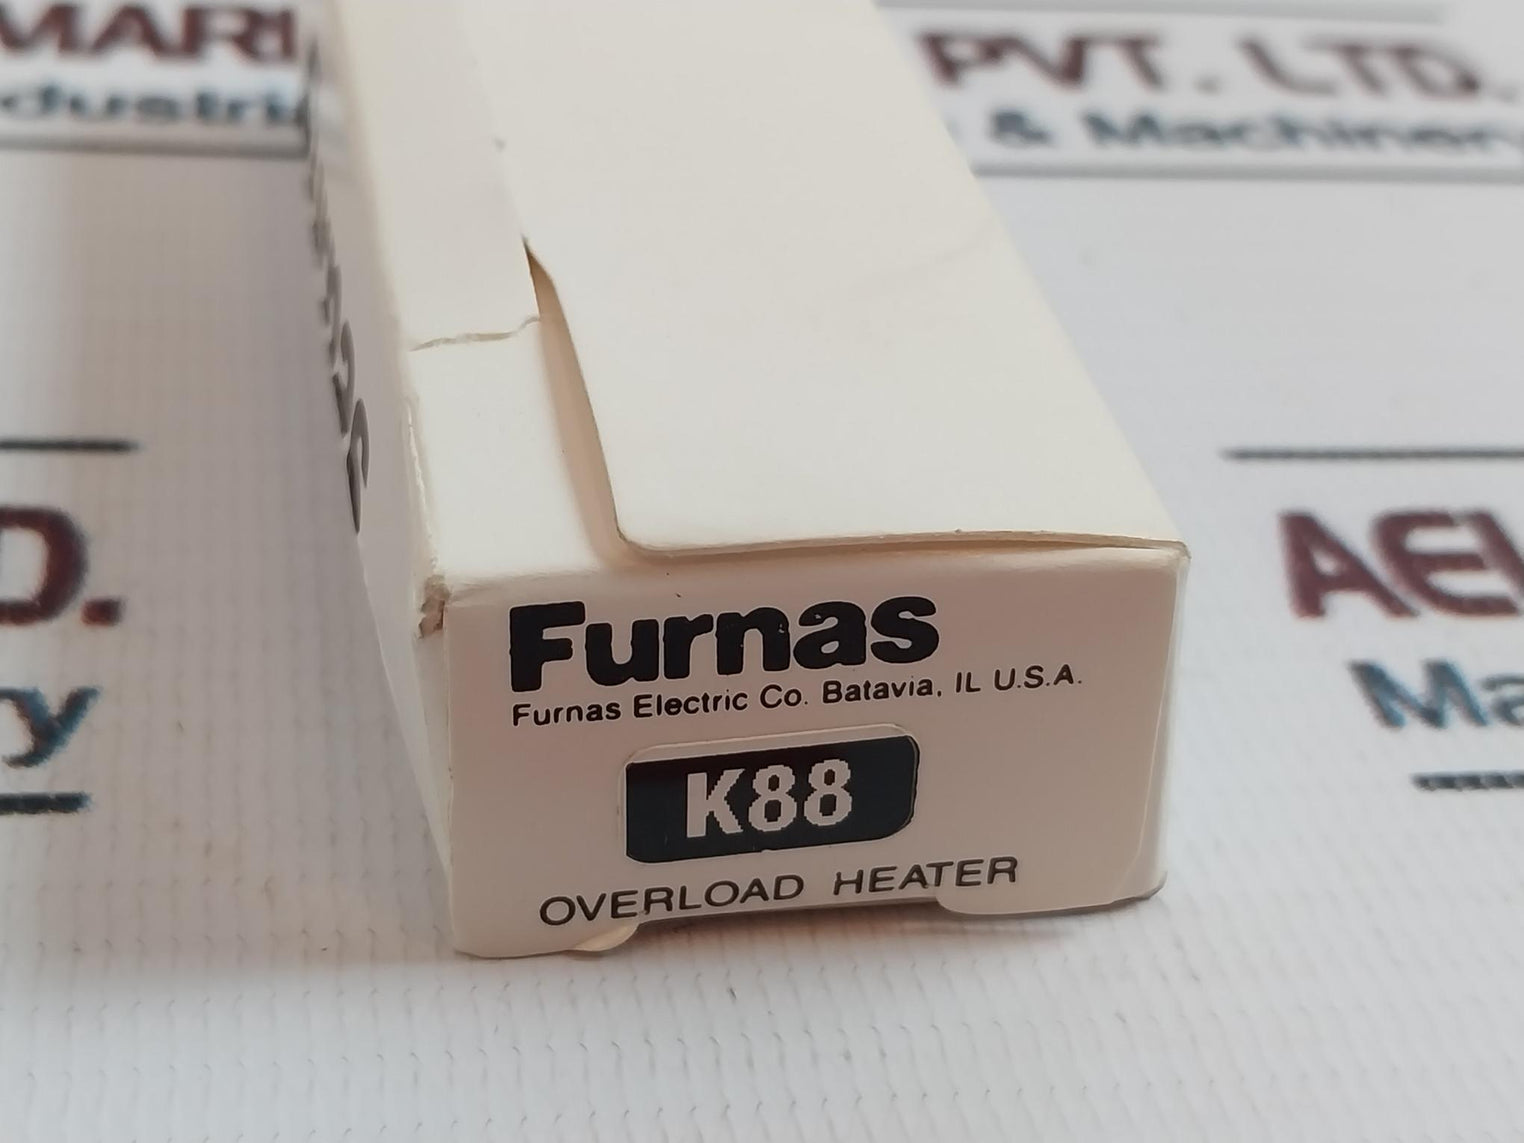 PVT. LTD.
& Machinery
Furnas
Furnas Electric Co. Batavia, IL U.S.A.
K88
OVERLOAD HEATER